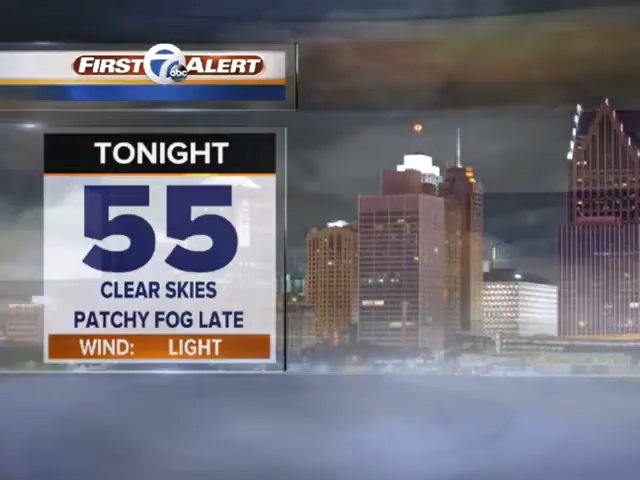 FIRST 7 abc ALERT
TONIGHT
55
CLEAR SKIES
PATCHY FOG LATE
WIND: LIGHT